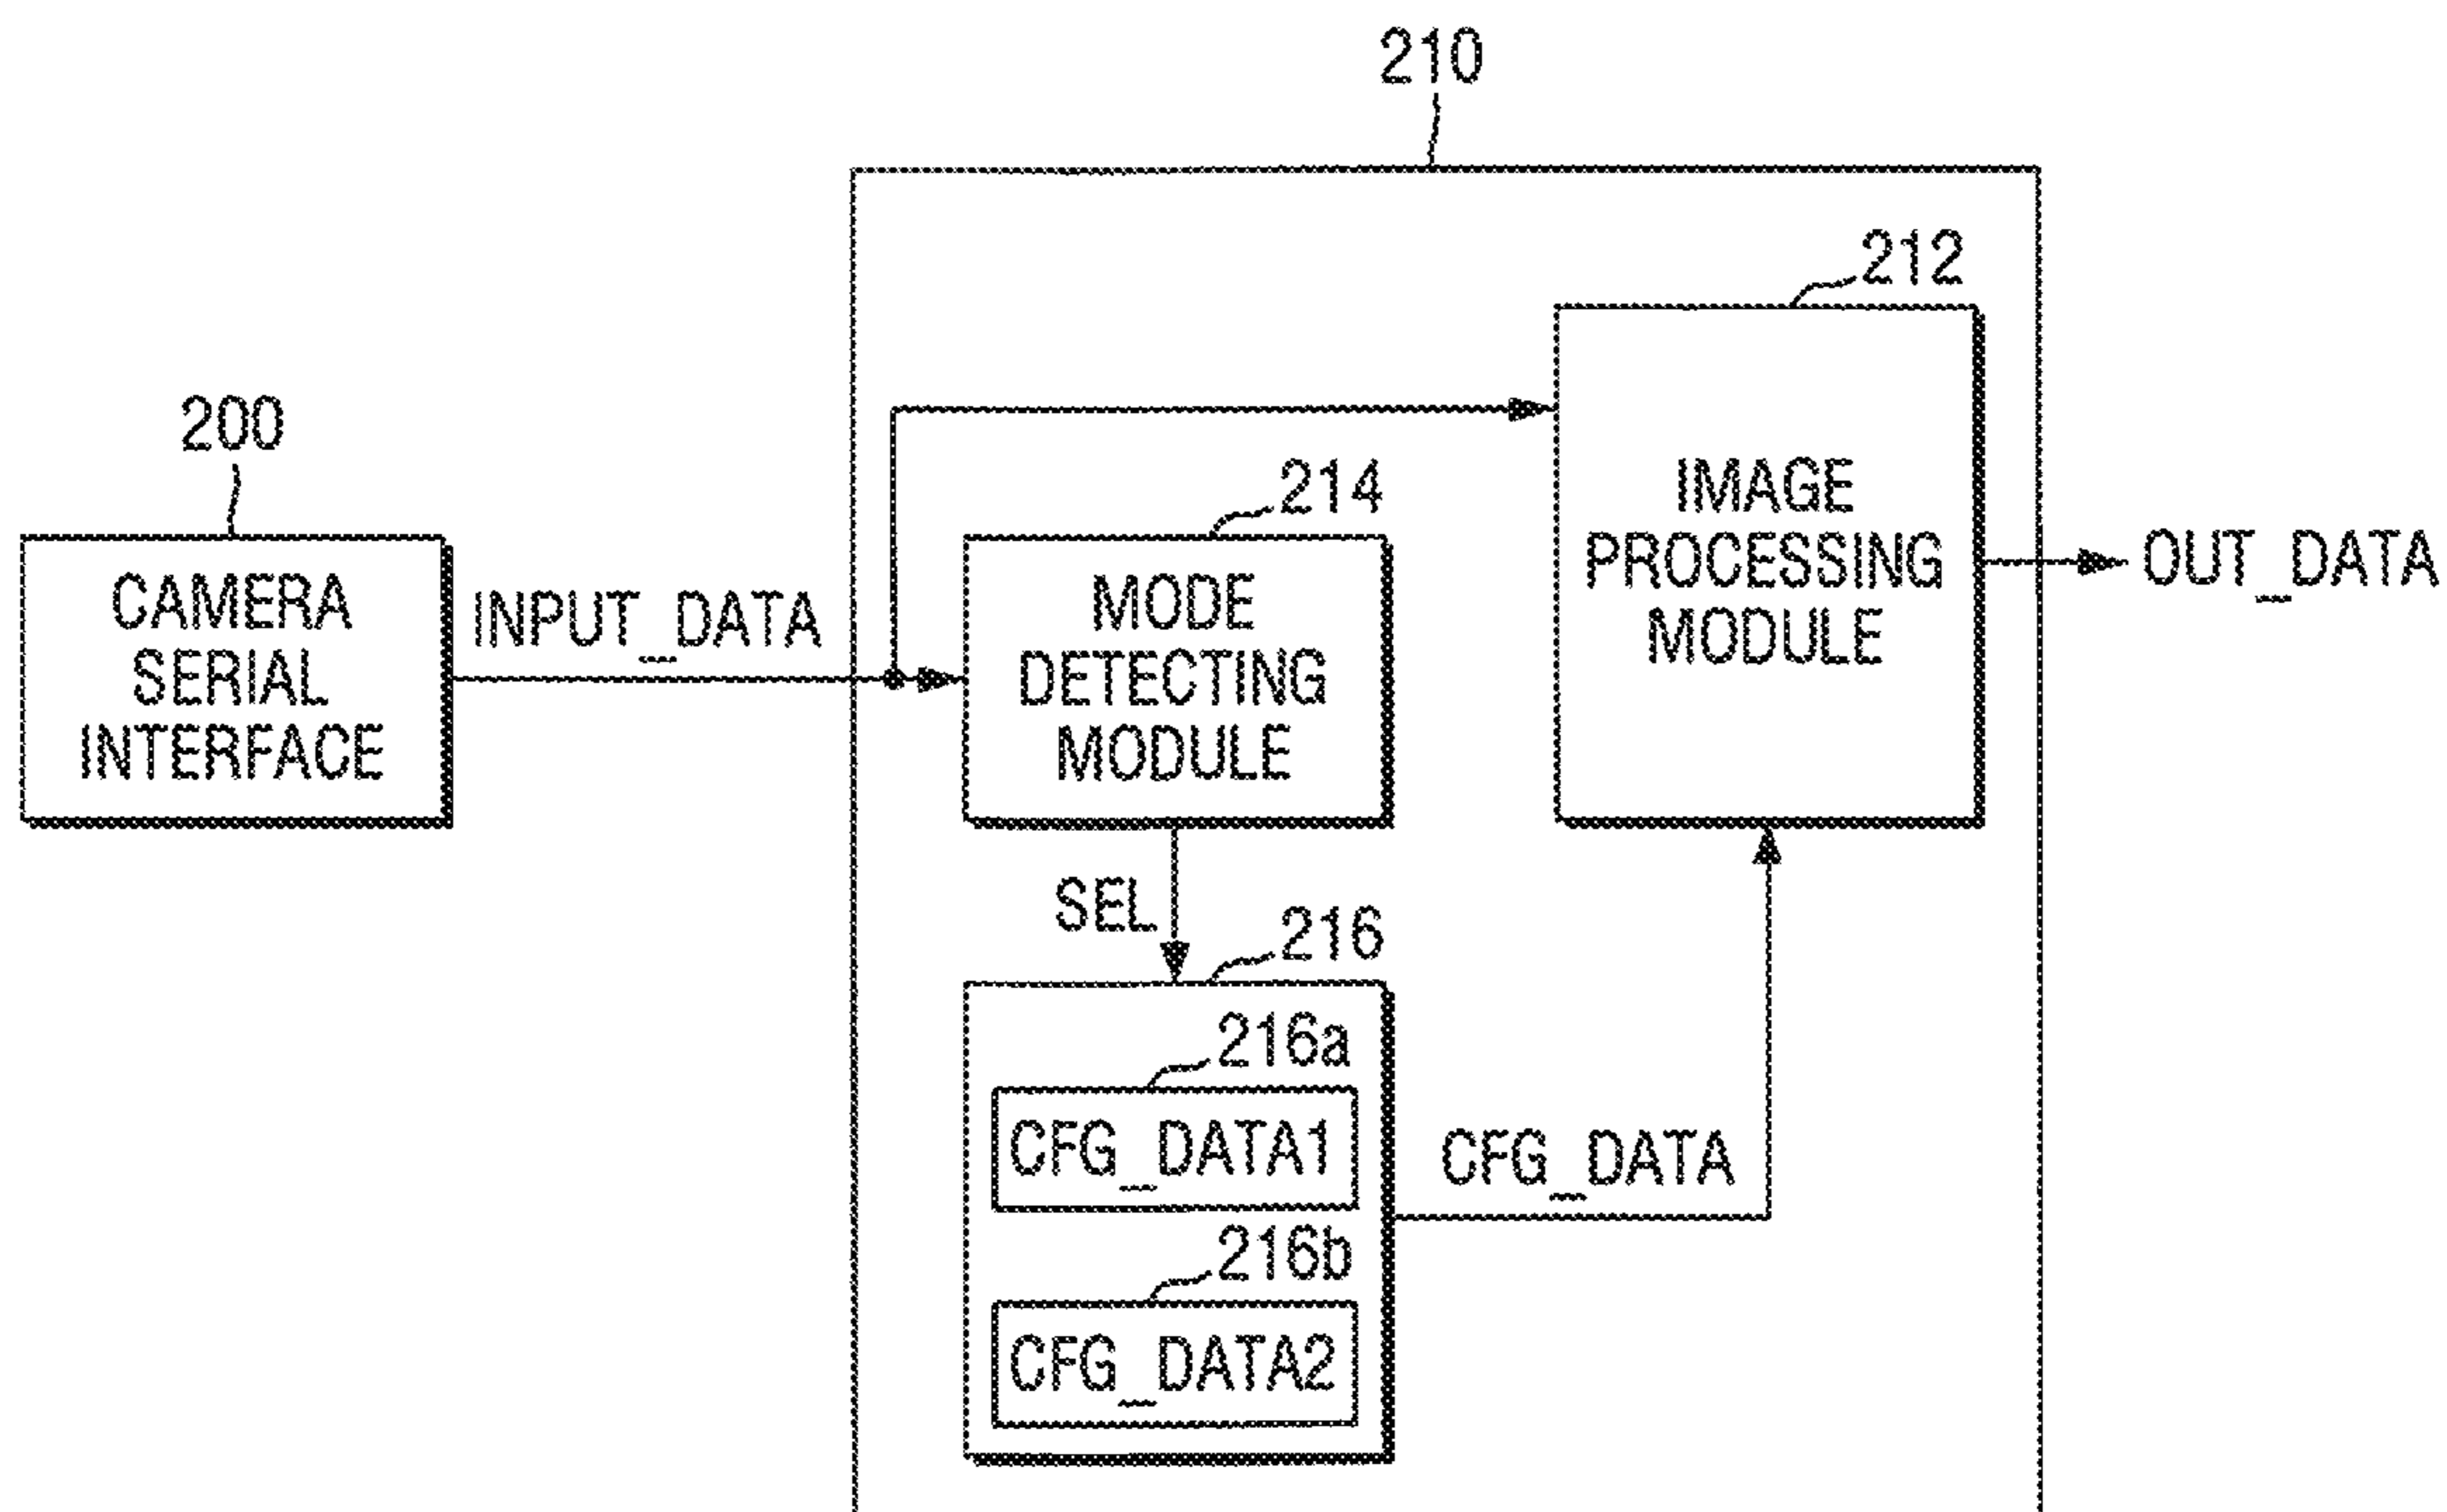 210
212
200
214
CAMERA
SERIAL
INTERFACE
INPUT_DATA
MODE
DETECTING
MODULE
IMAGE
PROCESSING
MODULE
OUT_DATA
SEL
216
216a
CFG_DATA1
CFG_DATA
216b
CFG_DATA2